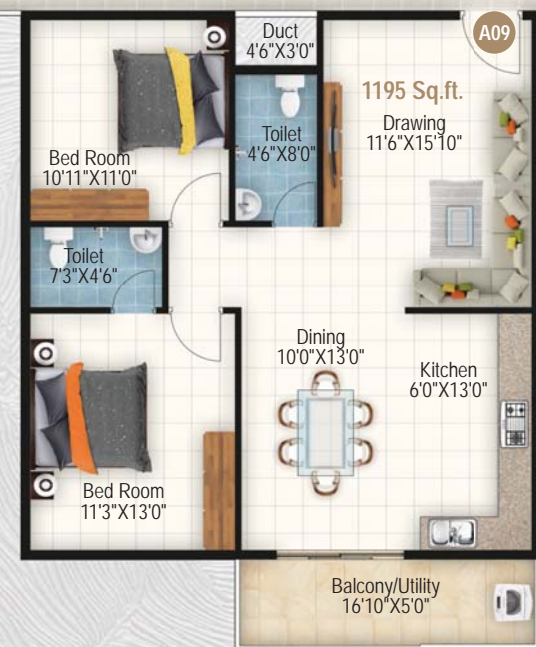 Duct
4'6"X3'0"
A09
1195 Sq.ft.
Drawing
11'6"X15'10"
Toilet
4'6"X8'0"
Bed Room
10'11"X11'0"
Toilet
7'3"X4'6"
Dining
10'0"X13'0"
Kitchen
6'0"X13'0"
Bed Room
11'3"X13'0"
Balcony/Utility
16'10"X5'0"